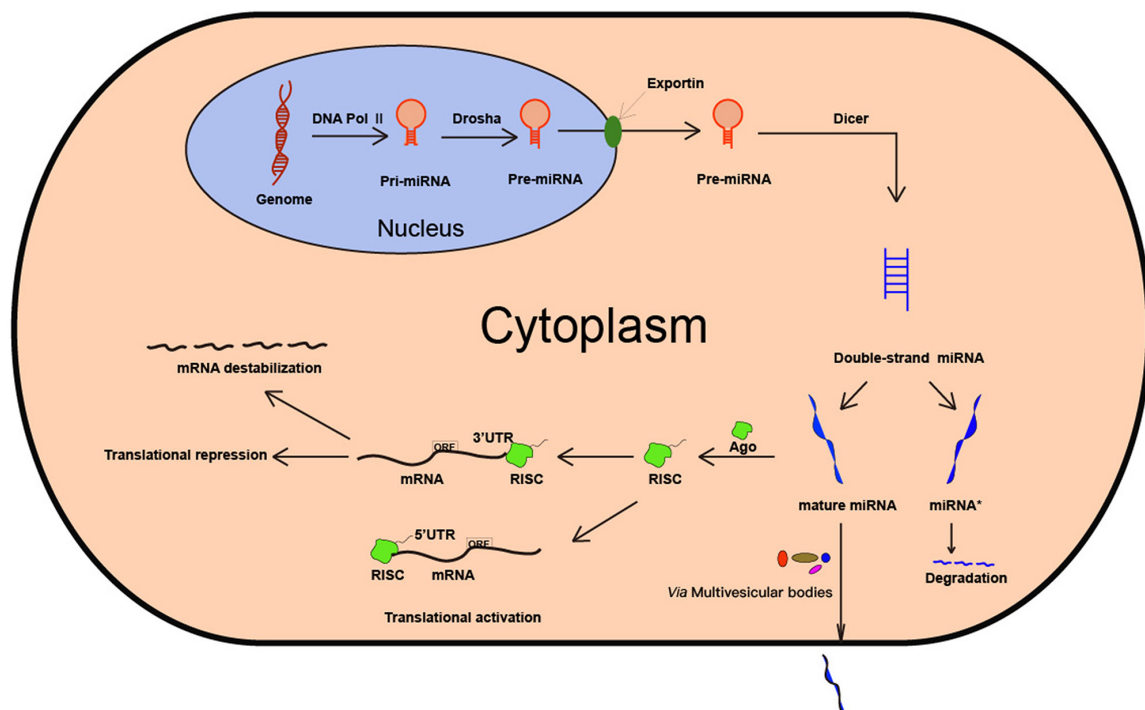 Exportin
DNA Pol II
Drosha
Dicer
Pri-miRNA
Pre-miRNA
Pre-miRNA
Genome
Nucleus
Cytoplasm
Double-strand miRNA
mRNA destabilization
ORF
3'UTR
Ago
Translational repression
mRNA
RISC
RISC
mature miRNA
miRNA*
5'UTR
ORF
RISC
mRNA
Degradation
Via Multivesicular bodies
Translational activation